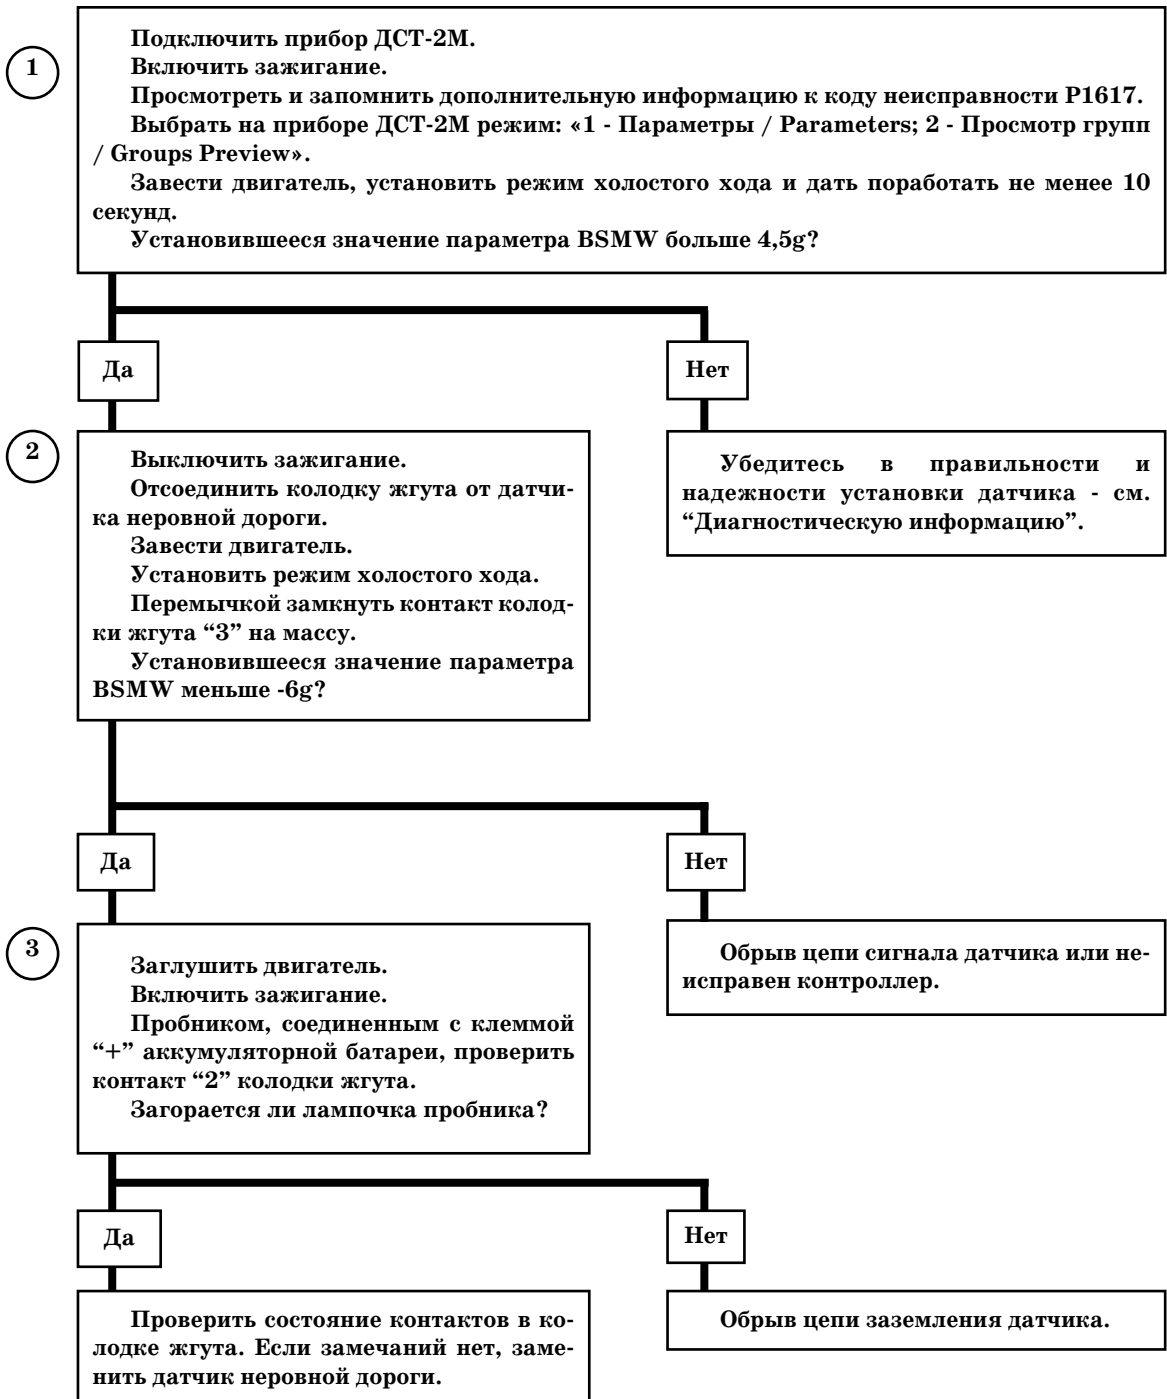 1
Подключить прибор ДСТ-2М.
Включить зажигание.
Просмотреть и запомнить дополнительную информацию к коду неисправности Р1617.
Выбрать на приборе ДСТ-2М режим: «1 - Параметры / Parameters; 2 - Просмотр групп
/ Groups Preview».
Завести двигатель, установить режим холостого хода и дать поработать не менее 10
секунд.
Установившееся значение параметра BSMW больше 4,5g?
Да
Нет
2
Выключить зажигание.
Отсоединить колодку жгута от датчи-
ка неровной дороги.
Завести двигатель.
Установить режим холостого хода.
Перемычкой замкнуть контакт колод-
ки жгута “3” на массу.
Установившееся значение параметра
BSMW меньше -6g?
Убедитесь в правильности и
надежности установки датчика - см.
“Диагностическую информацию”.
Да
Нет
3
Заглушить двигатель.
Включить зажигание.
Пробником, соединенным с клеммой
“+” аккумуляторной батареи, проверить
контакт “2” колодки жгута.
Загорается ли лампочка пробника?
Обрыв цепи сигнала датчика или не-
исправен контроллер.
Да
Нет
Проверить состояние контактов в ко-
лодке жгута. Если замечаний нет, заме-
нить датчик неровной дороги.
Обрыв цепи заземления датчика.